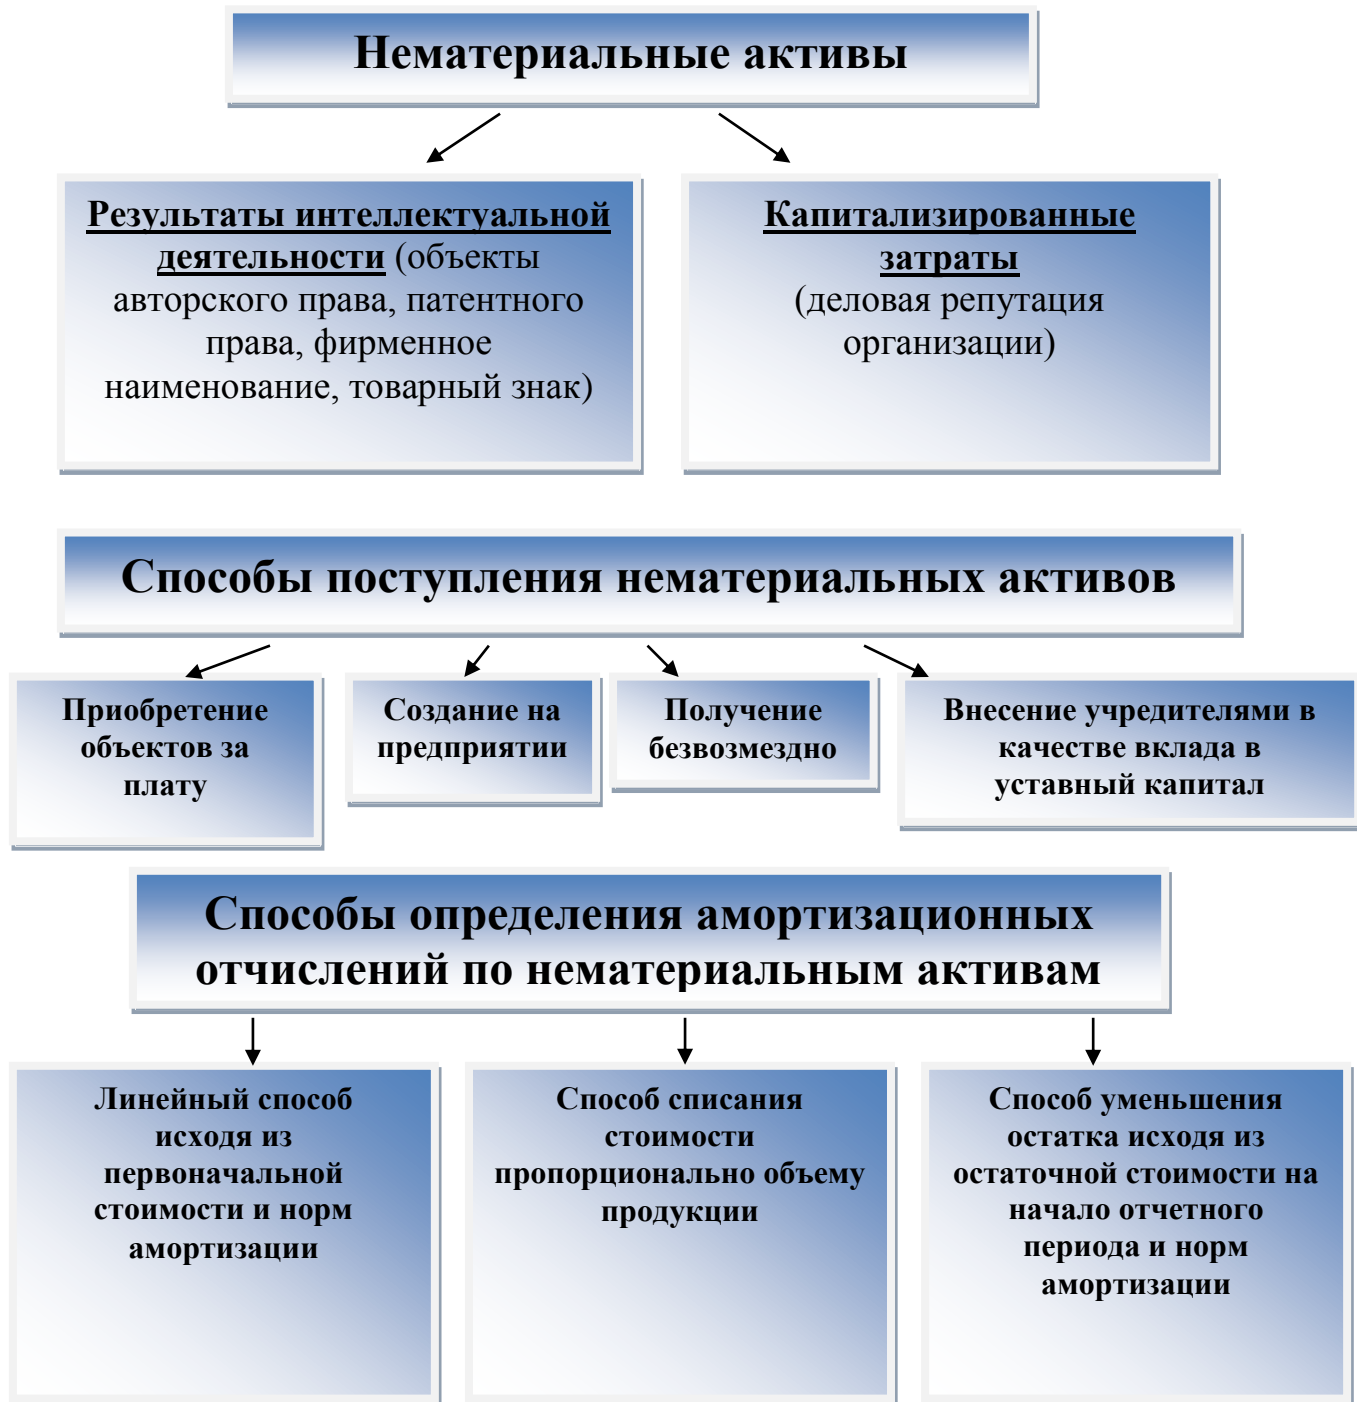 Нематериальные активы
Результаты интеллектуальной
деятельности (объекты
авторского права, патентного
права, фирменное
наименование, товарный знак)
Капитализированные
затраты
(деловая репутация
организации)
Способы поступления нематериальных активов
Приобретение
объектов за
плату
Создание на
предприятии
Получение
безвозмездно
Внесение учредителями в
качестве вклада в
уставный капитал
Способы определения амортизационных
отчислений по нематериальным активам
Линейный способ
исходя из
первоначальной
стоимости и норм
амортизации
Способ списания
стоимости
пропорционально объему
продукции
Способ уменьшения
остатка исходя из
остаточной стоимости на
начало отчетного
периода и норм
амортизации